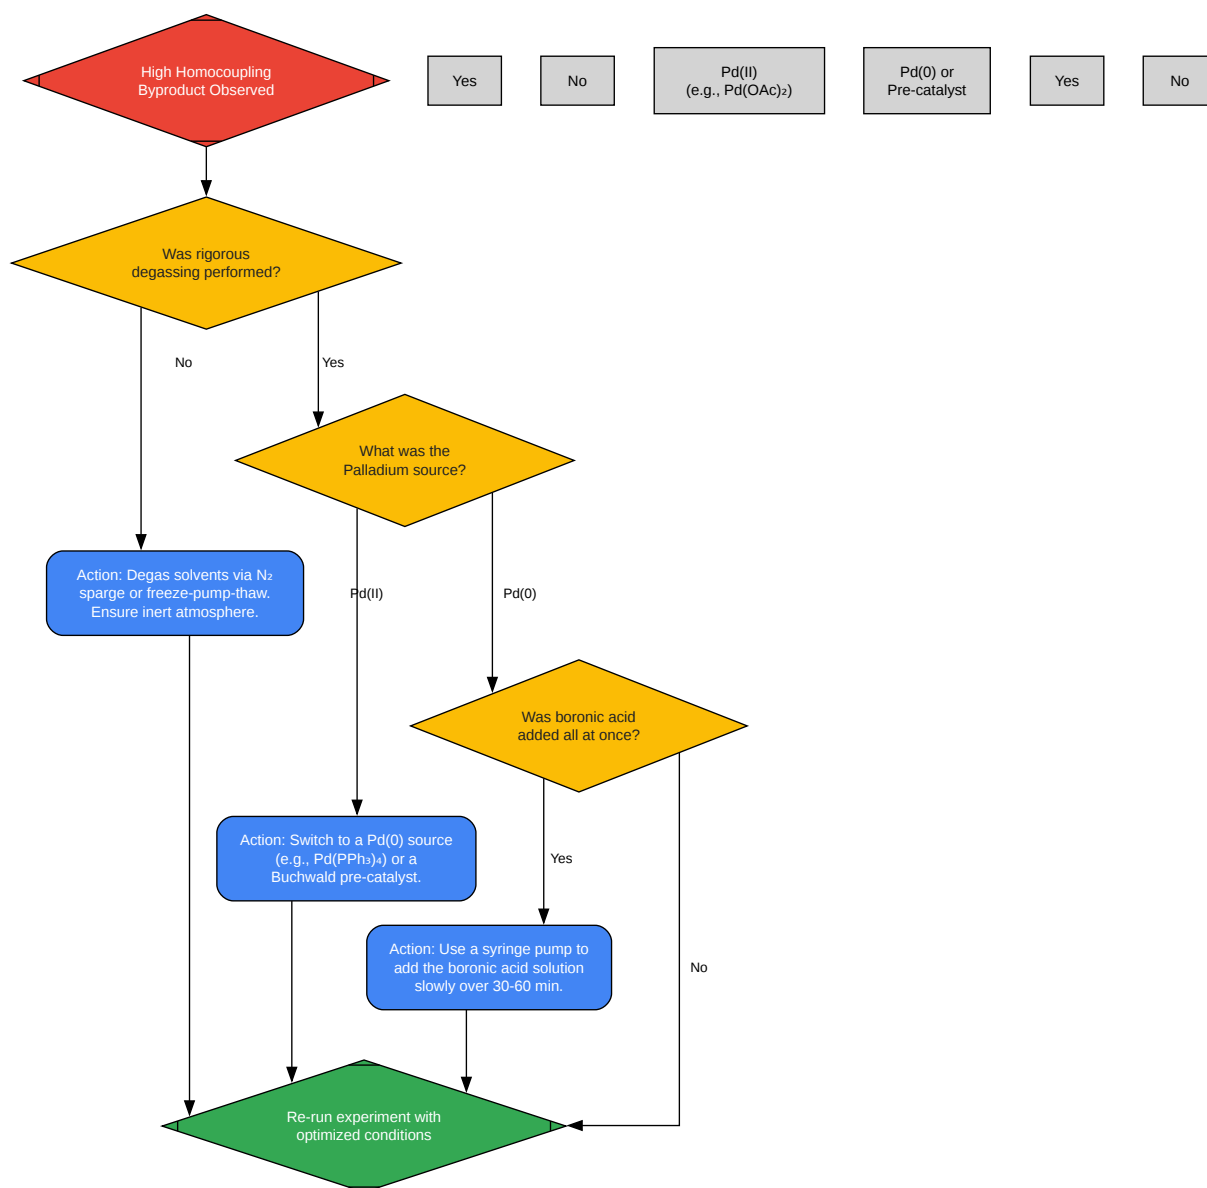 High Homocoupling
Byproduct Observed
Yes
No
Pd(II)
(e.g., Pd(OAc)₂)
Pd(0) or
Pre-catalyst
Yes
No
Was rigorous
degassing performed?
No
Yes
What was the
Palladium source?
Action: Degas solvents via N₂
sparge or freeze-pump-thaw.
Ensure inert atmosphere.
Pd(II)
Pd(0)
Was boronic acid
added all at once?
Action: Switch to a Pd(0) source
(e.g., Pd(PPh₃)₄) or a
Buchwald pre-catalyst.
Yes
Action: Use a syringe pump to
add the boronic acid solution
slowly over 30-60 min.
No
Re-run experiment with
optimized conditions